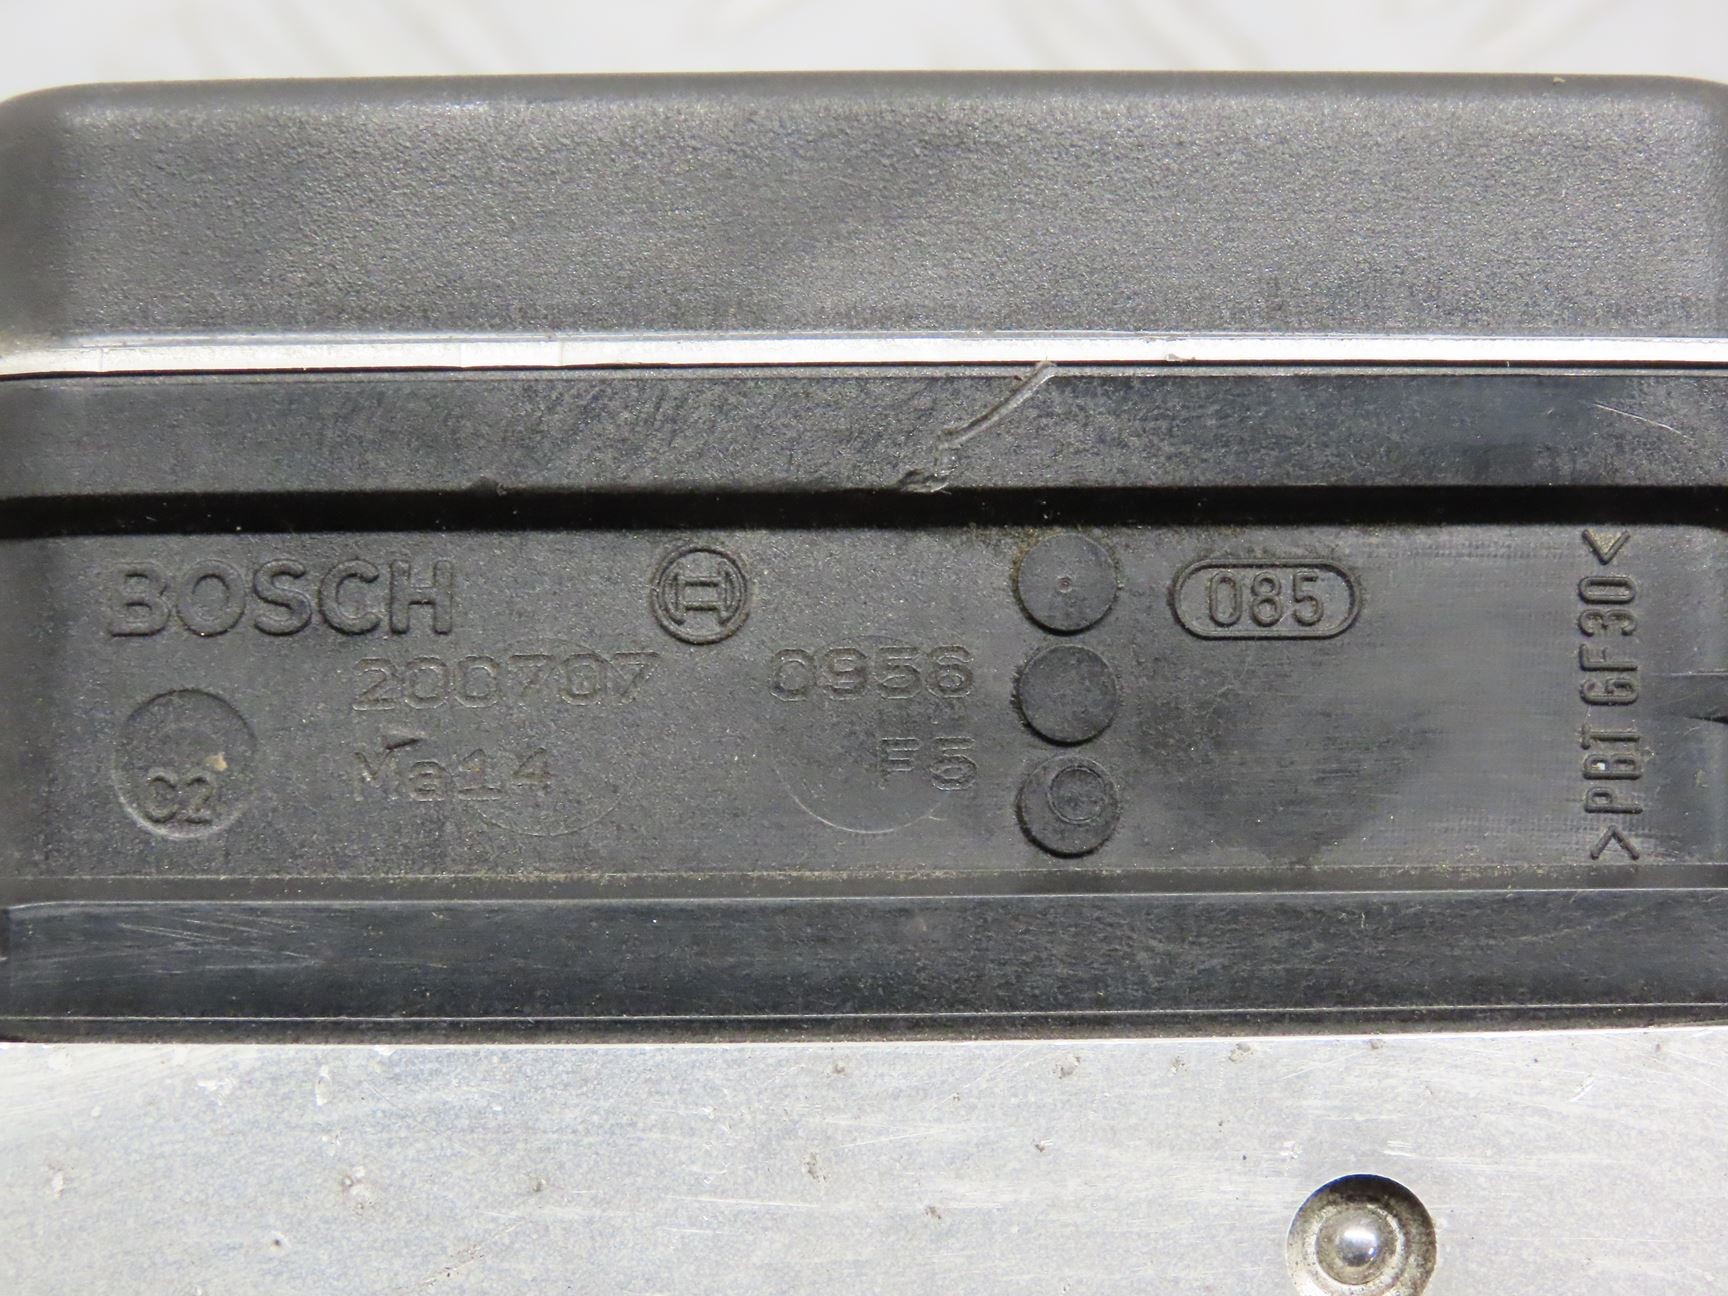 BOSCH
085
200707 0956
C2
Ma14 F5
>PBT GF30<